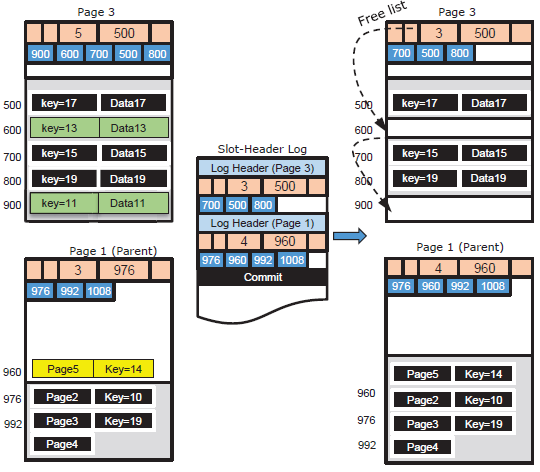 Page 3
5 500
900 600 700 500 800
500 key=17 Data17
600 key=13 Data13
700 key=15 Data15
800 key=19 Data19
900 key=11 Data11
Page 1 (Parent)
3 976
976 992 1008
960 Page5 Key=14
976 Page2 Key=10
992 Page3 Key=19
Page4
Slot-Header Log
Log Header (Page 3)
3 500
700 500 800
Log Header (Page 1)
4 960
976 960 992 1008
Commit
Free list
Page 3
3 500
700 500 800
500 key=17 Data17
600
700 key=15 Data15
800 key=19 Data19
900
Page 1 (Parent)
4 960
976 960 992 1008
Page5 Key=14
960 Page2 Key=10
976 Page3 Key=19
992 Page4